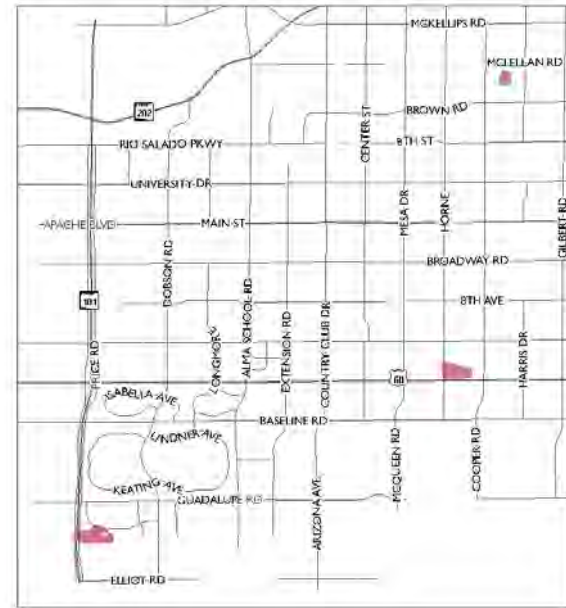 MCKELLIPS RD
MCLELLAN RD
202
BROWN RD
CENTER ST
RIO SALADO PKWY
8TH ST
UNIVERSITY DR
MESA DR
HORNE
APACHE BLVD
MAIN ST
GILBERT RD
DOBSON RD
BROADWAY RD
101
8TH AVE
PRICE RD
LONGMORE
ALMA SCHOOL RD
EXTENSION RD
COUNTRY CLUB DR
HARRIS DR
60
ISABELLA AVE
BASELINE RD
LINDNER AVE
MCQUEEN RD
COOPER RD
KEATING AVE
GUADALUPE RD
ARIZONA AVE
ELLIOT RD